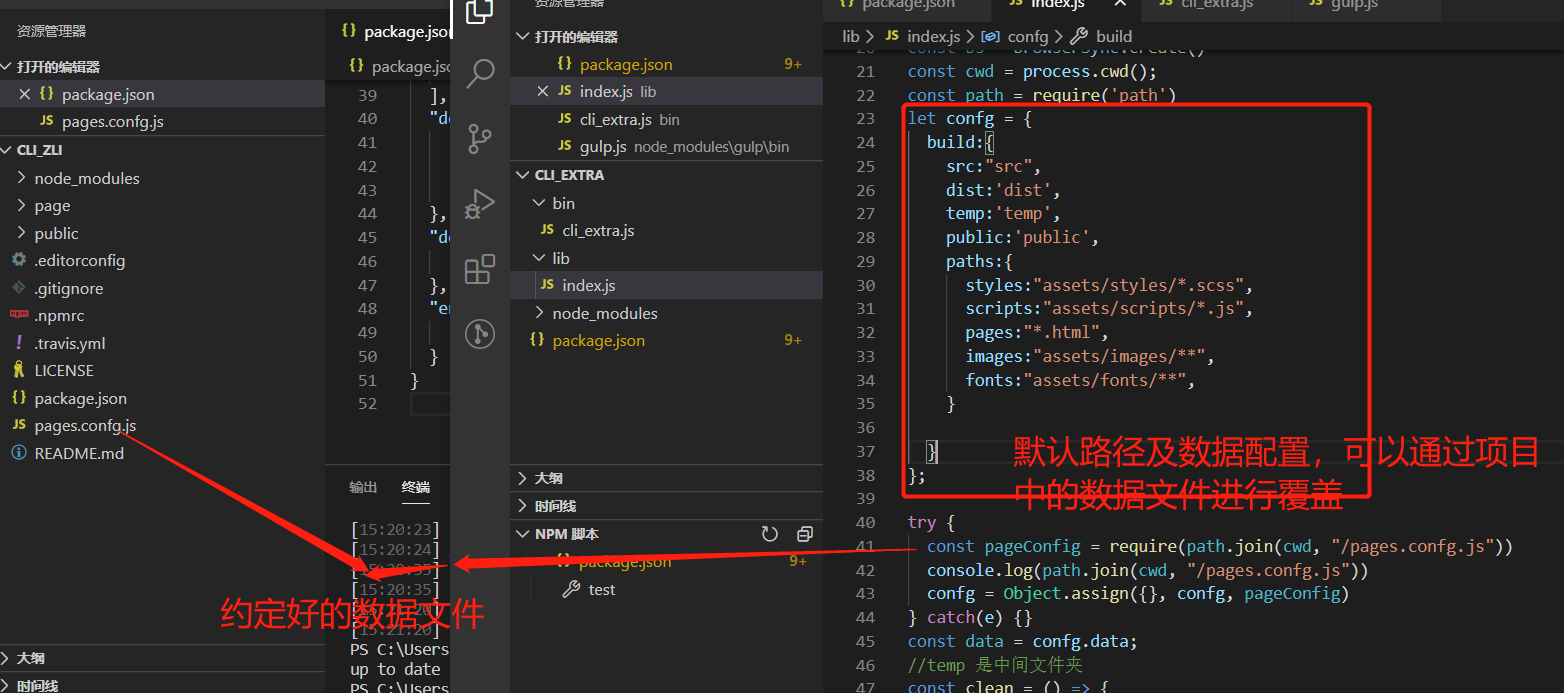 资源管理器
打开的编辑器
package.json
pages.confg.js
CLI_ZLI
node_modules
page
public
.editorconfig
.gitignore
.npmrc
.travis.yml
LICENSE
package.json
pages.confg.js
README.md
大纲
时间线
package.json
package.js
39 ],
40 "de
41
42
43
44 },
45 "de
46
47 },
48 "en
49
50 }
51 }
52
输出 终端
[15:20:23]
[15:20:24]
[15:20:35]
[15:20:35]
[15:21:20]
[15:21:20]
PS C:\Users
up to date
PS C:\Users
约定好的数据文件
资源管理器
打开的编辑器
package.json 9+
index.js lib
cli_extra.js bin
gulp.js node_modules\gulp\bin
CLI_EXTRA
bin
cli_extra.js
lib
index.js
node_modules
package.json 9+
大纲
时间线
NPM 脚本
package.json 9+
test
package.json index.js cli_extra.js gulp.js
lib > index.js > confg > build
20 const bs = browserSync.create()
21 const cwd = process.cwd();
22 const path = require('path')
23 let confg = {
24 build:{
25 src:"src",
26 dist:'dist',
27 temp:'temp',
28 public:'public',
29 paths:{
30 styles:"assets/styles/*.scss",
31 scripts:"assets/scripts/*.js",
32 pages:"*.html",
33 images:"assets/images/**",
34 fonts:"assets/fonts/**",
35 }
36
37 }
38 };
默认路径及数据配置，可以通过项目
中的数据文件进行覆盖
39
40 try {
41 const pageConfig = require(path.join(cwd, "/pages.confg.js"))
42 console.log(path.join(cwd, "/pages.confg.js"))
43 confg = Object.assign({}, confg, pageConfig)
44 } catch(e) {}
45 const data = confg.data;
46 //temp 是中间文件夹
47 const clean = () => {